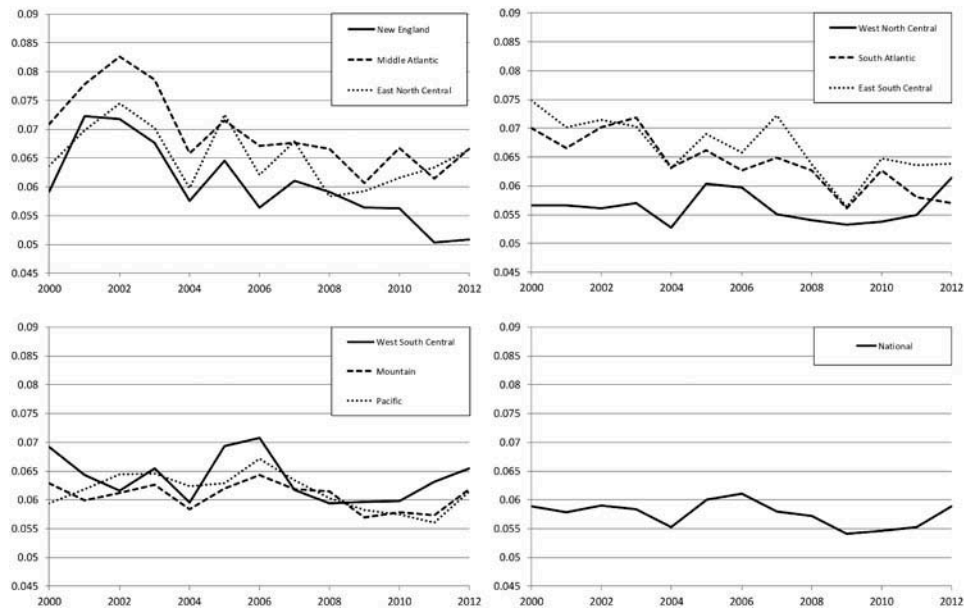 0.09
0.085
0.08
0.075
0.07
0.065
0.06
0.055
0.05
0.045
2000 2002 2004 2006 2008 2010 2012
New England
Middle Atlantic
East North Central
0.09
0.085
0.08
0.075
0.07
0.065
0.06
0.055
0.05
0.045
2000 2002 2004 2006 2008 2010 2012
West North Central
South Atlantic
East South Central
0.09
0.085
0.08
0.075
0.07
0.065
0.06
0.055
0.05
0.045
2000 2002 2004 2006 2008 2010 2012
West South Central
Mountain
Pacific
0.09
0.085
0.08
0.075
0.07
0.065
0.06
0.055
0.05
0.045
2000 2002 2004 2006 2008 2010 2012
National